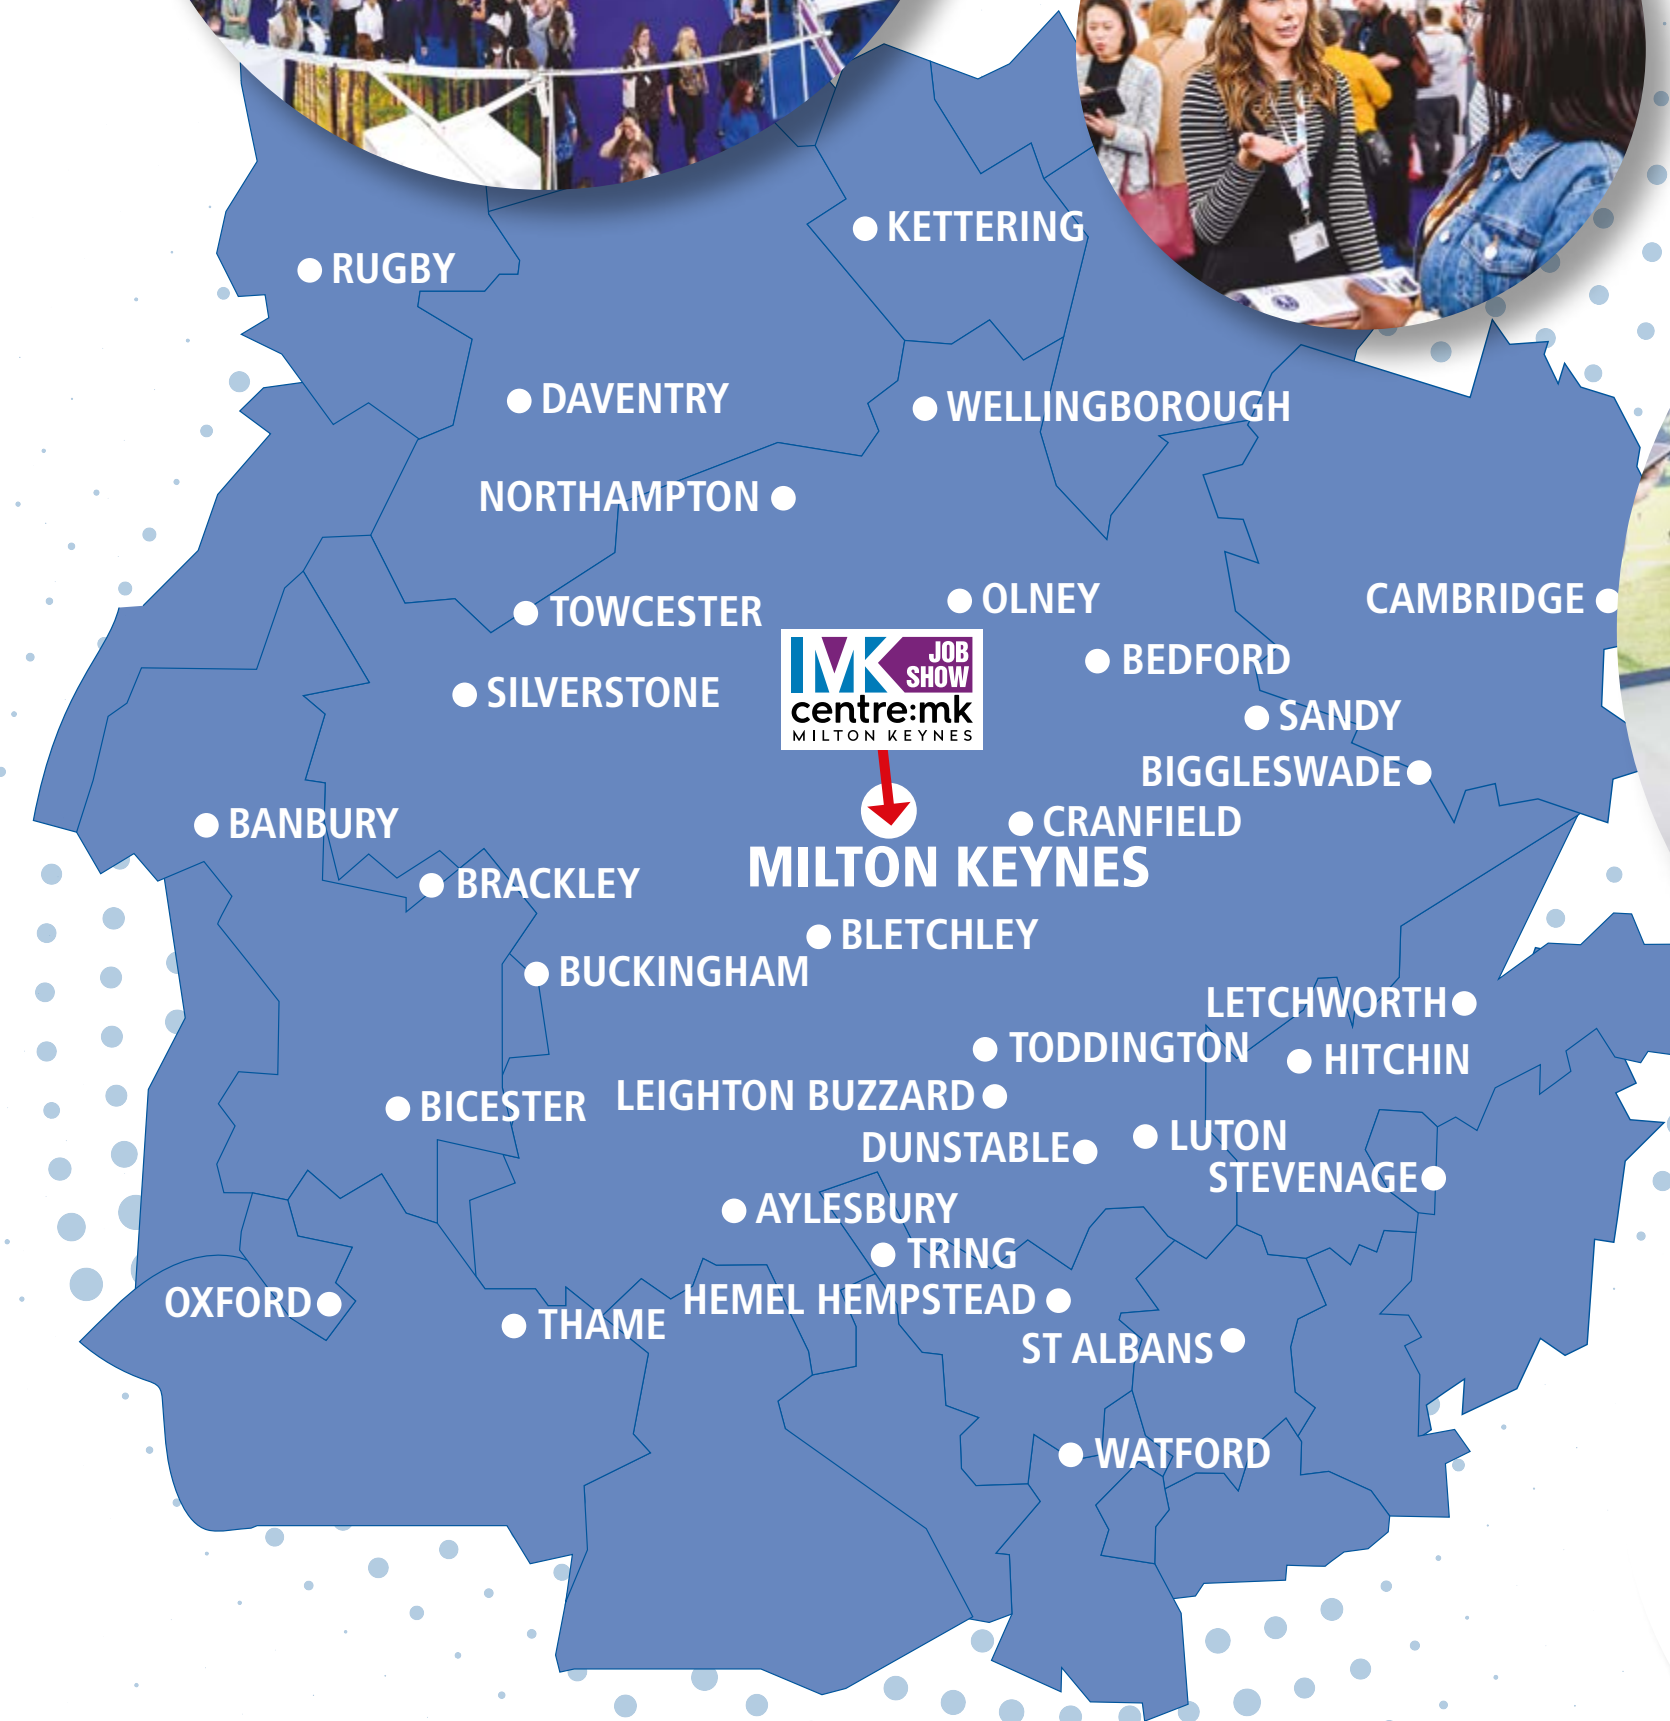 KETTERING
RUGBY
DAVENTRY
WELLINGBOROUGH
NORTHAMPTON
OLNEY
CAMBRIDGE
TOWCESTER
IMK JOB SHOW
centre:mk
MILTON KEYNES
BEDFORD
SILVERSTONE
SANDY
BIGGLESWADE
BANBURY
CRANFIELD
MILTON KEYNES
BRACKLEY
BLETCHLEY
BUCKINGHAM
LETCHWORTH
TODDINGTON
HITCHIN
LEIGHTON BUZZARD
BICESTER
LUTON
DUNSTABLE
STEVENAGE
AYLESBURY
TRING
HEMEL HEMPSTEAD
OXFORD
THAME
ST ALBANS
WATFORD